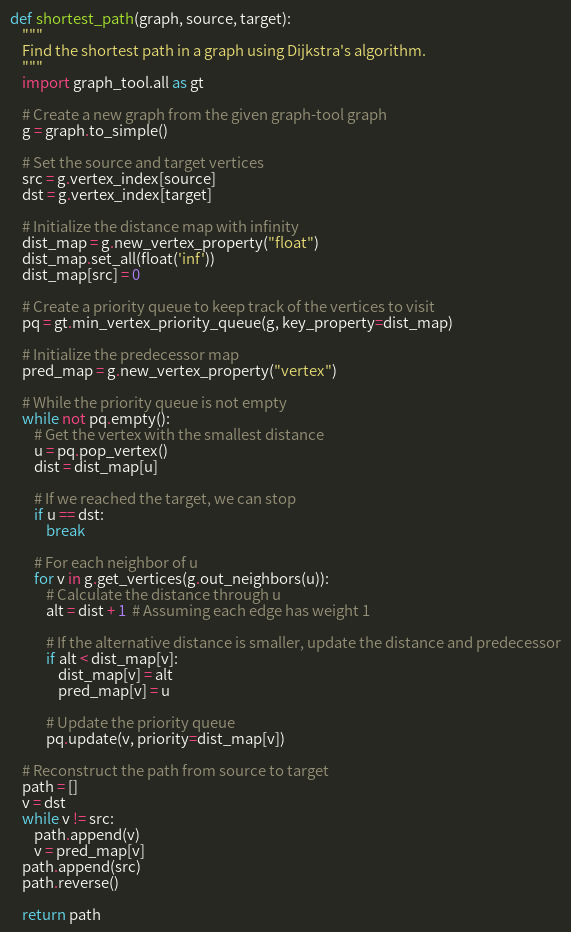 def shortest_path(graph, source, target):
    """
    Find the shortest path in a graph using Dijkstra's algorithm.
    """
    import graph_tool.all as gt

    # Create a new graph from the given graph-tool graph
    g = graph.to_simple()

    # Set the source and target vertices
    src = g.vertex_index[source]
    dst = g.vertex_index[target]

    # Initialize the distance map with infinity
    dist_map = g.new_vertex_property("float")
    dist_map.set_all(float('inf'))
    dist_map[src] = 0

    # Create a priority queue to keep track of the vertices to visit
    pq = gt.min_vertex_priority_queue(g, key_property=dist_map)

    # Initialize the predecessor map
    pred_map = g.new_vertex_property("vertex")

    # While the priority queue is not empty
    while not pq.empty():
        # Get the vertex with the smallest distance
        u = pq.pop_vertex()
        dist = dist_map[u]

        # If we reached the target, we can stop
        if u == dst:
            break

        # For each neighbor of u
        for v in g.get_vertices(g.out_neighbors(u)):
            # Calculate the distance through u
            alt = dist + 1  # Assuming each edge has weight 1

            # If the alternative distance is smaller, update the distance and predecessor
            if alt < dist_map[v]:
                dist_map[v] = alt
                pred_map[v] = u

            # Update the priority queue
            pq.update(v, priority=dist_map[v])

    # Reconstruct the path from source to target
    path = []
    v = dst
    while v != src:
        path.append(v)
        v = pred_map[v]
    path.append(src)
    path.reverse()

    return path